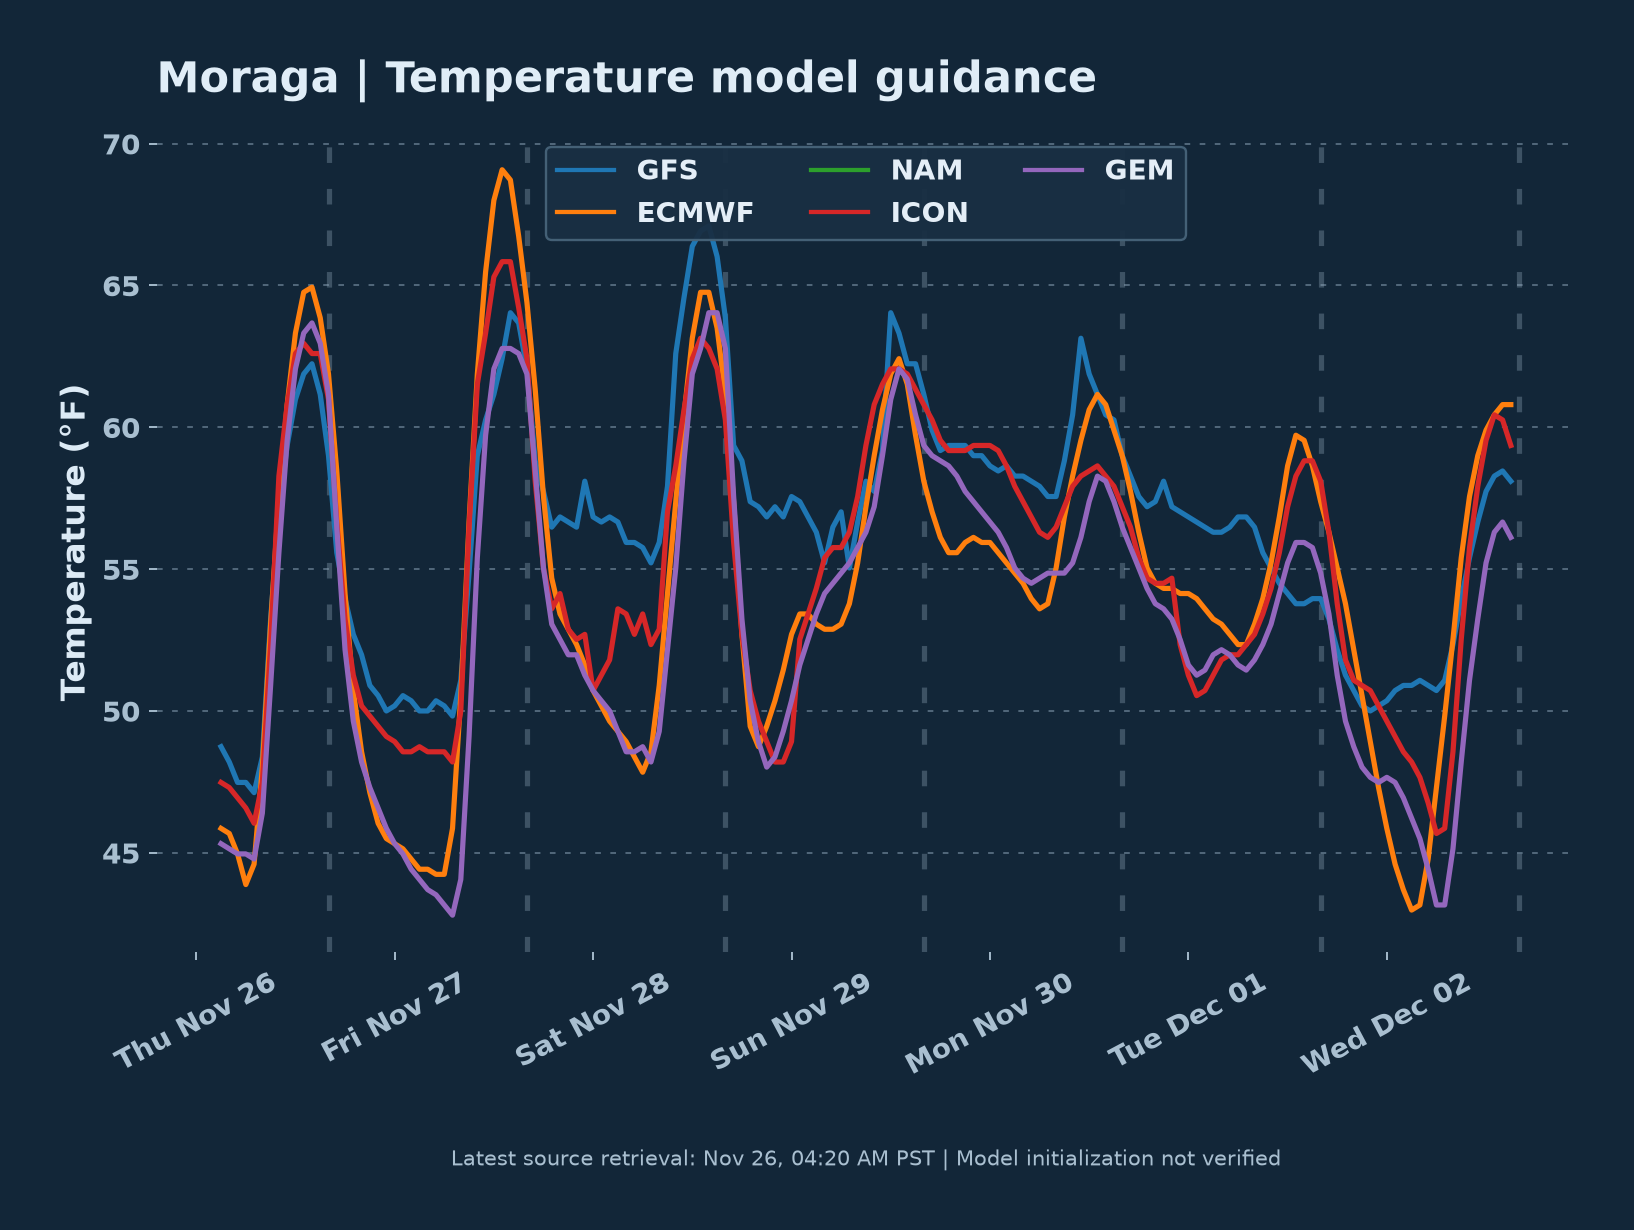 Moraga | Temperature model guidance
GFS NAM GEM
ECMWF ICON
Temperature (°F)
70
65
60
55
50
45
Thu Nov 26
Fri Nov 27
Sat Nov 28
Sun Nov 29
Mon Nov 30
Tue Dec 01
Wed Dec 02
Latest source retrieval: Nov 26, 04:20 AM PST | Model initialization not verified